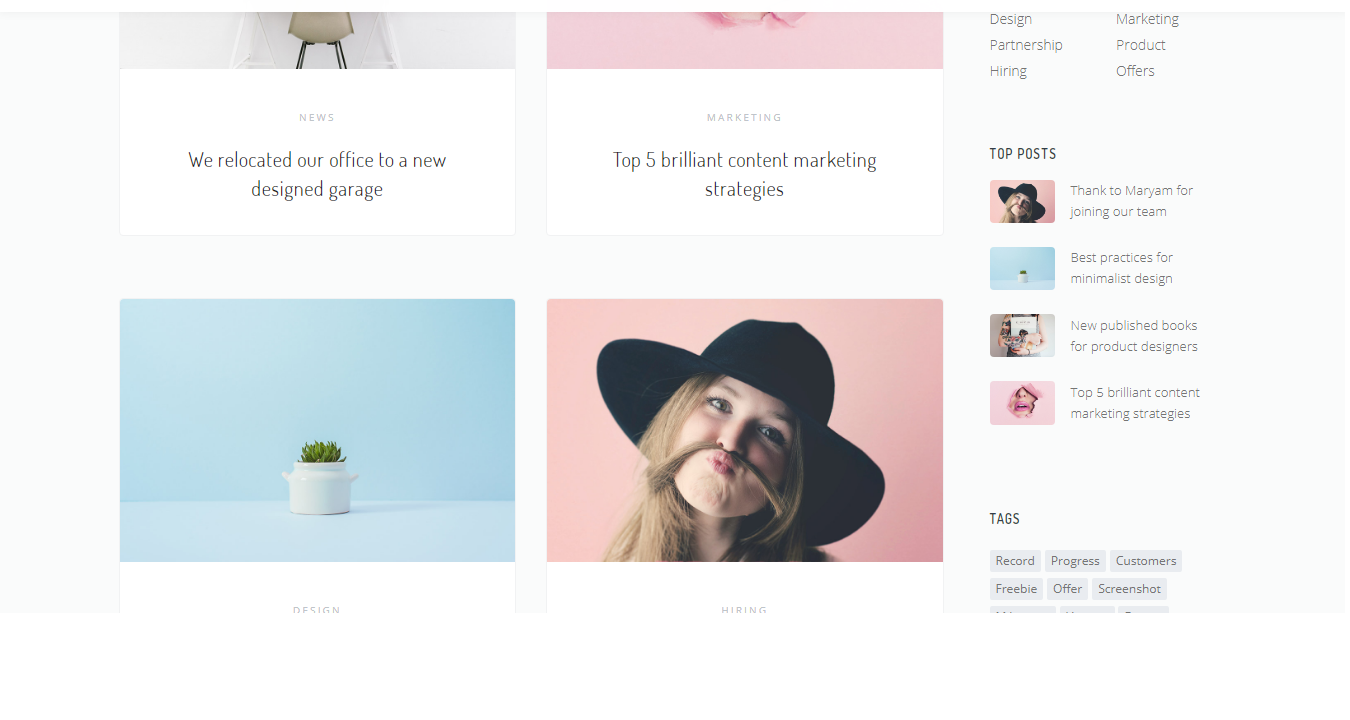 NEWS
We relocated our office to a new
designed garage
MARKETING
Top 5 brilliant content marketing
strategies
DESIGN
HIRING
Design
Marketing
Partnership
Product
Hiring
Offers
TOP POSTS
Thank to Maryam for
joining our team
Best practices for
minimalist design
New published books
for product designers
Top 5 brilliant content
marketing strategies
TAGS
Record Progress Customers
Freebie Offer Screenshot